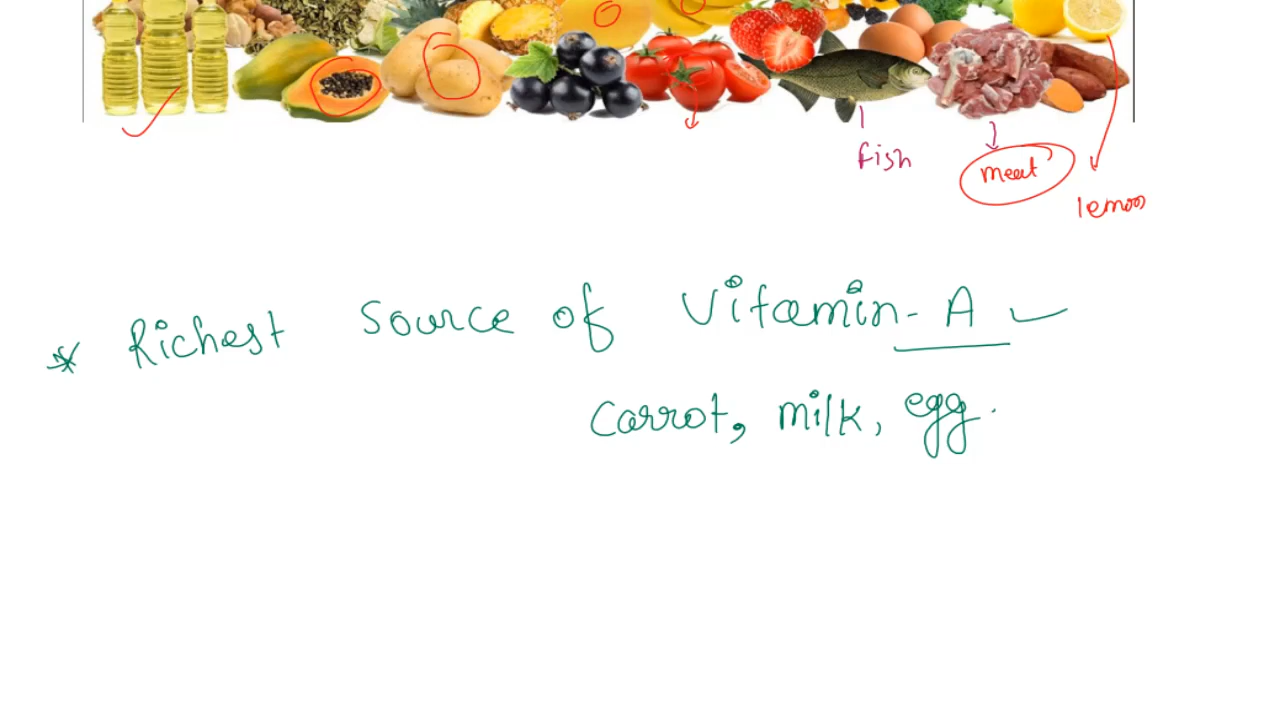 fish
meat
lemon
* Richest Source of Vitamin-A
Carrot, milk, egg.